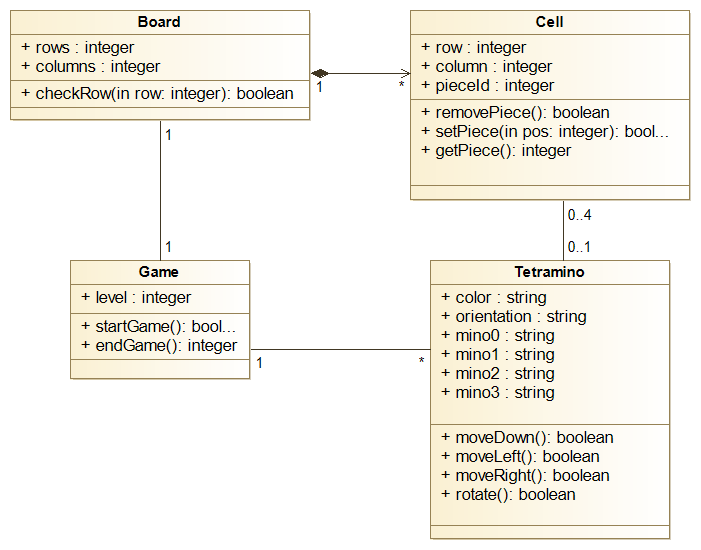 Board
+ rows : integer
+ columns : integer
+ checkRow(in row: integer): boolean
Cell
+ row : integer
+ column : integer
+ pieceId : integer
+ removePiece(): boolean
+ setPiece(in pos: integer): bool...
+ getPiece(): integer
1
*
1
1
0..4
0..1
Game
+ level : integer
+ startGame(): bool...
+ endGame(): integer
1
*
Tetramino
+ color : string
+ orientation : string
+ mino0 : string
+ mino1 : string
+ mino2 : string
+ mino3 : string
+ moveDown(): boolean
+ moveLeft(): boolean
+ moveRight(): boolean
+ rotate(): boolean